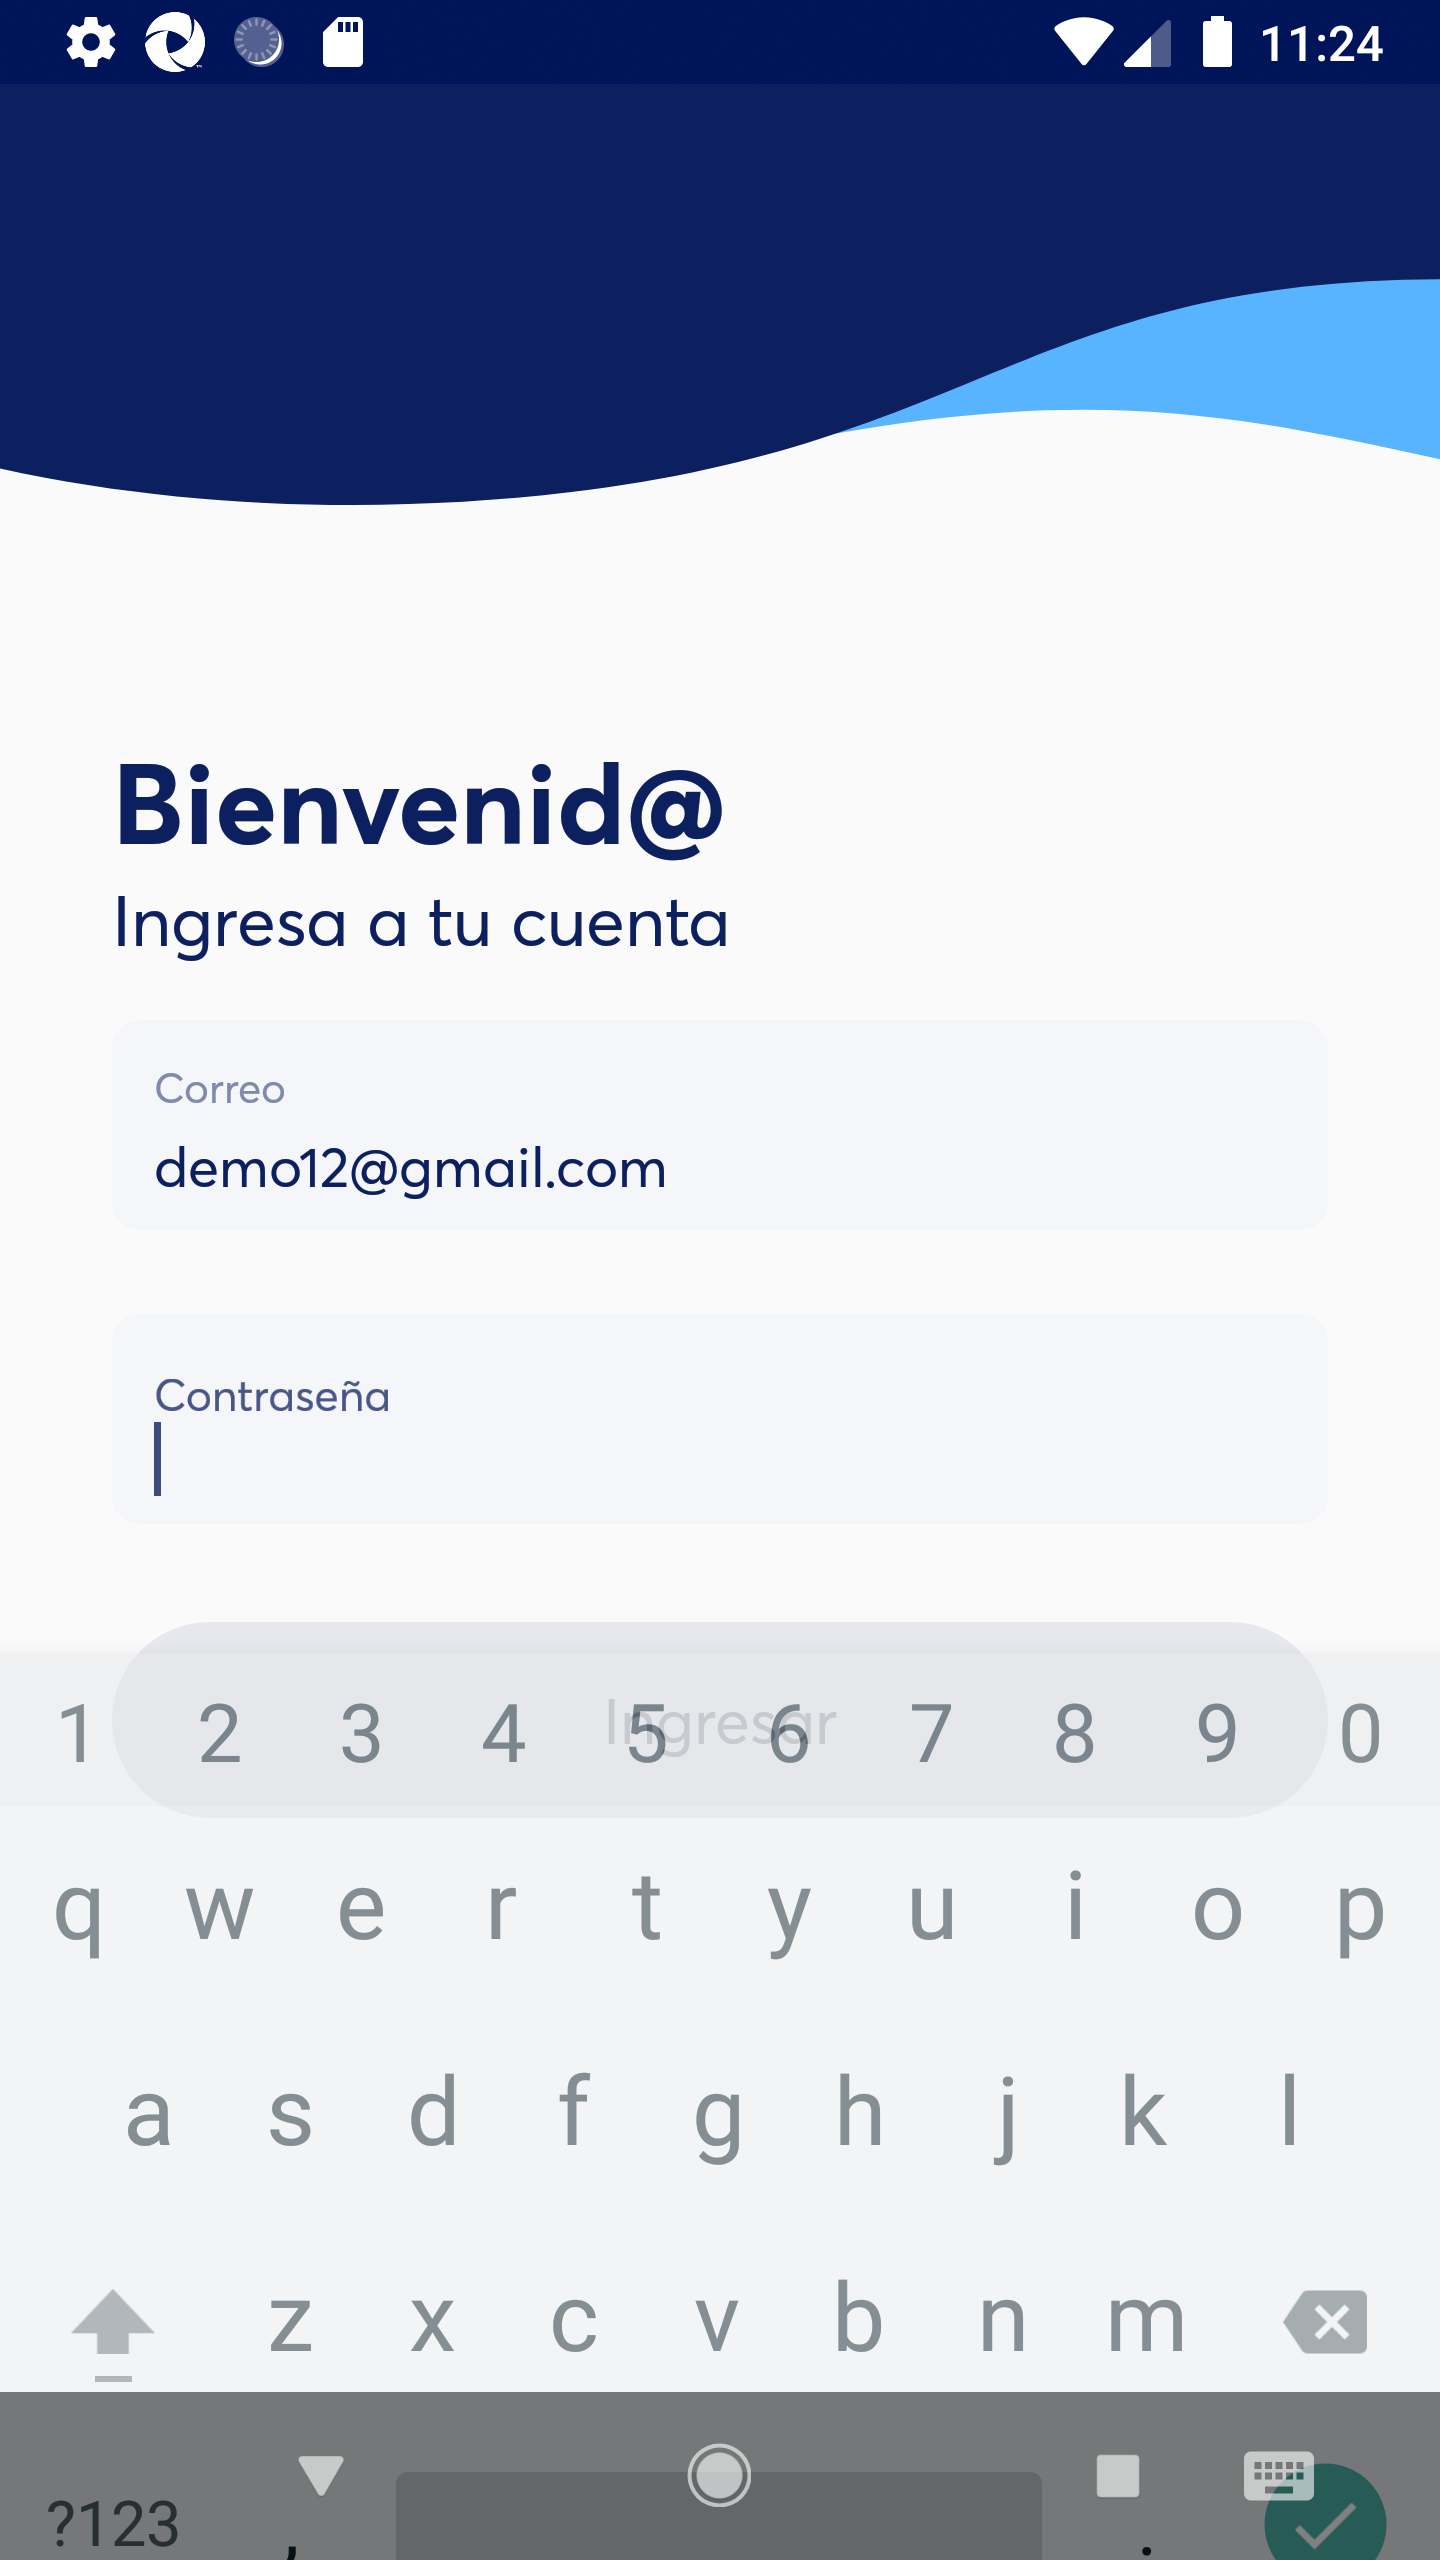 11:24
Bienvenid@
Ingresa a tu cuenta
Correo
demo12@gmail.com
Contraseña
Ingresar
1 2 3 4 5 6 7 8 9 0
q w e r t y u i o p
a s d f g h j k l
z x c v b n m
?123 , .